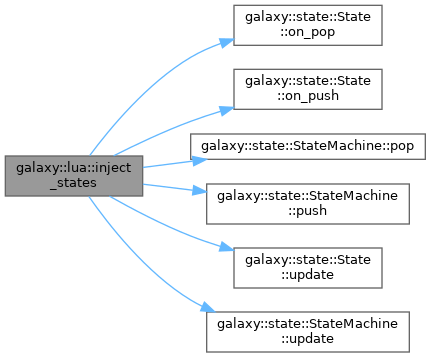 galaxy::lua::inject
_states
galaxy::state::State
::on_pop
galaxy::state::State
::on_push
galaxy::state::StateMachine::pop
galaxy::state::StateMachine
::push
galaxy::state::State
::update
galaxy::state::StateMachine
::update